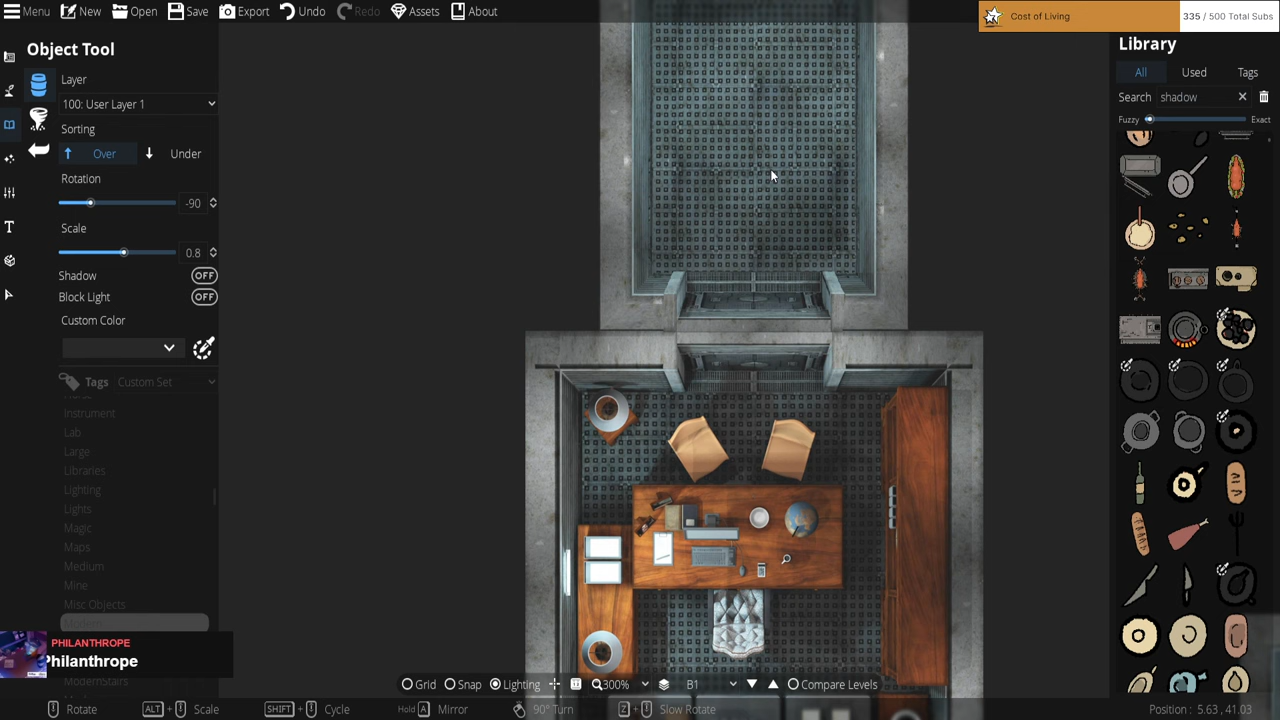 Menu New Open Save Export Undo Redo Assets About
Cost of Living 335 / 500 Total Subs
Object Tool
Layer
100: User Layer 1
Sorting
Over Under
Rotation
-90
Scale
0.8
Shadow OFF
Block Light OFF
Custom Color
Tags Custom Set
Instrument
Lab
Large
Libraries
Lighting
Lights
Magic
Maps
Medium
Mine
Misc Objects
Modern
PHILANTHROPE
Philanthrope
ModernStairs
Library
All Used Tags
Search shadow
Fuzzy Exact
Grid Snap Lighting 300% B1 Compare Levels
Rotate ALT + Scale SHIFT + Cycle Hold A Mirror 90° Turn Z + Slow Rotate Position : 5.63 , 41.03